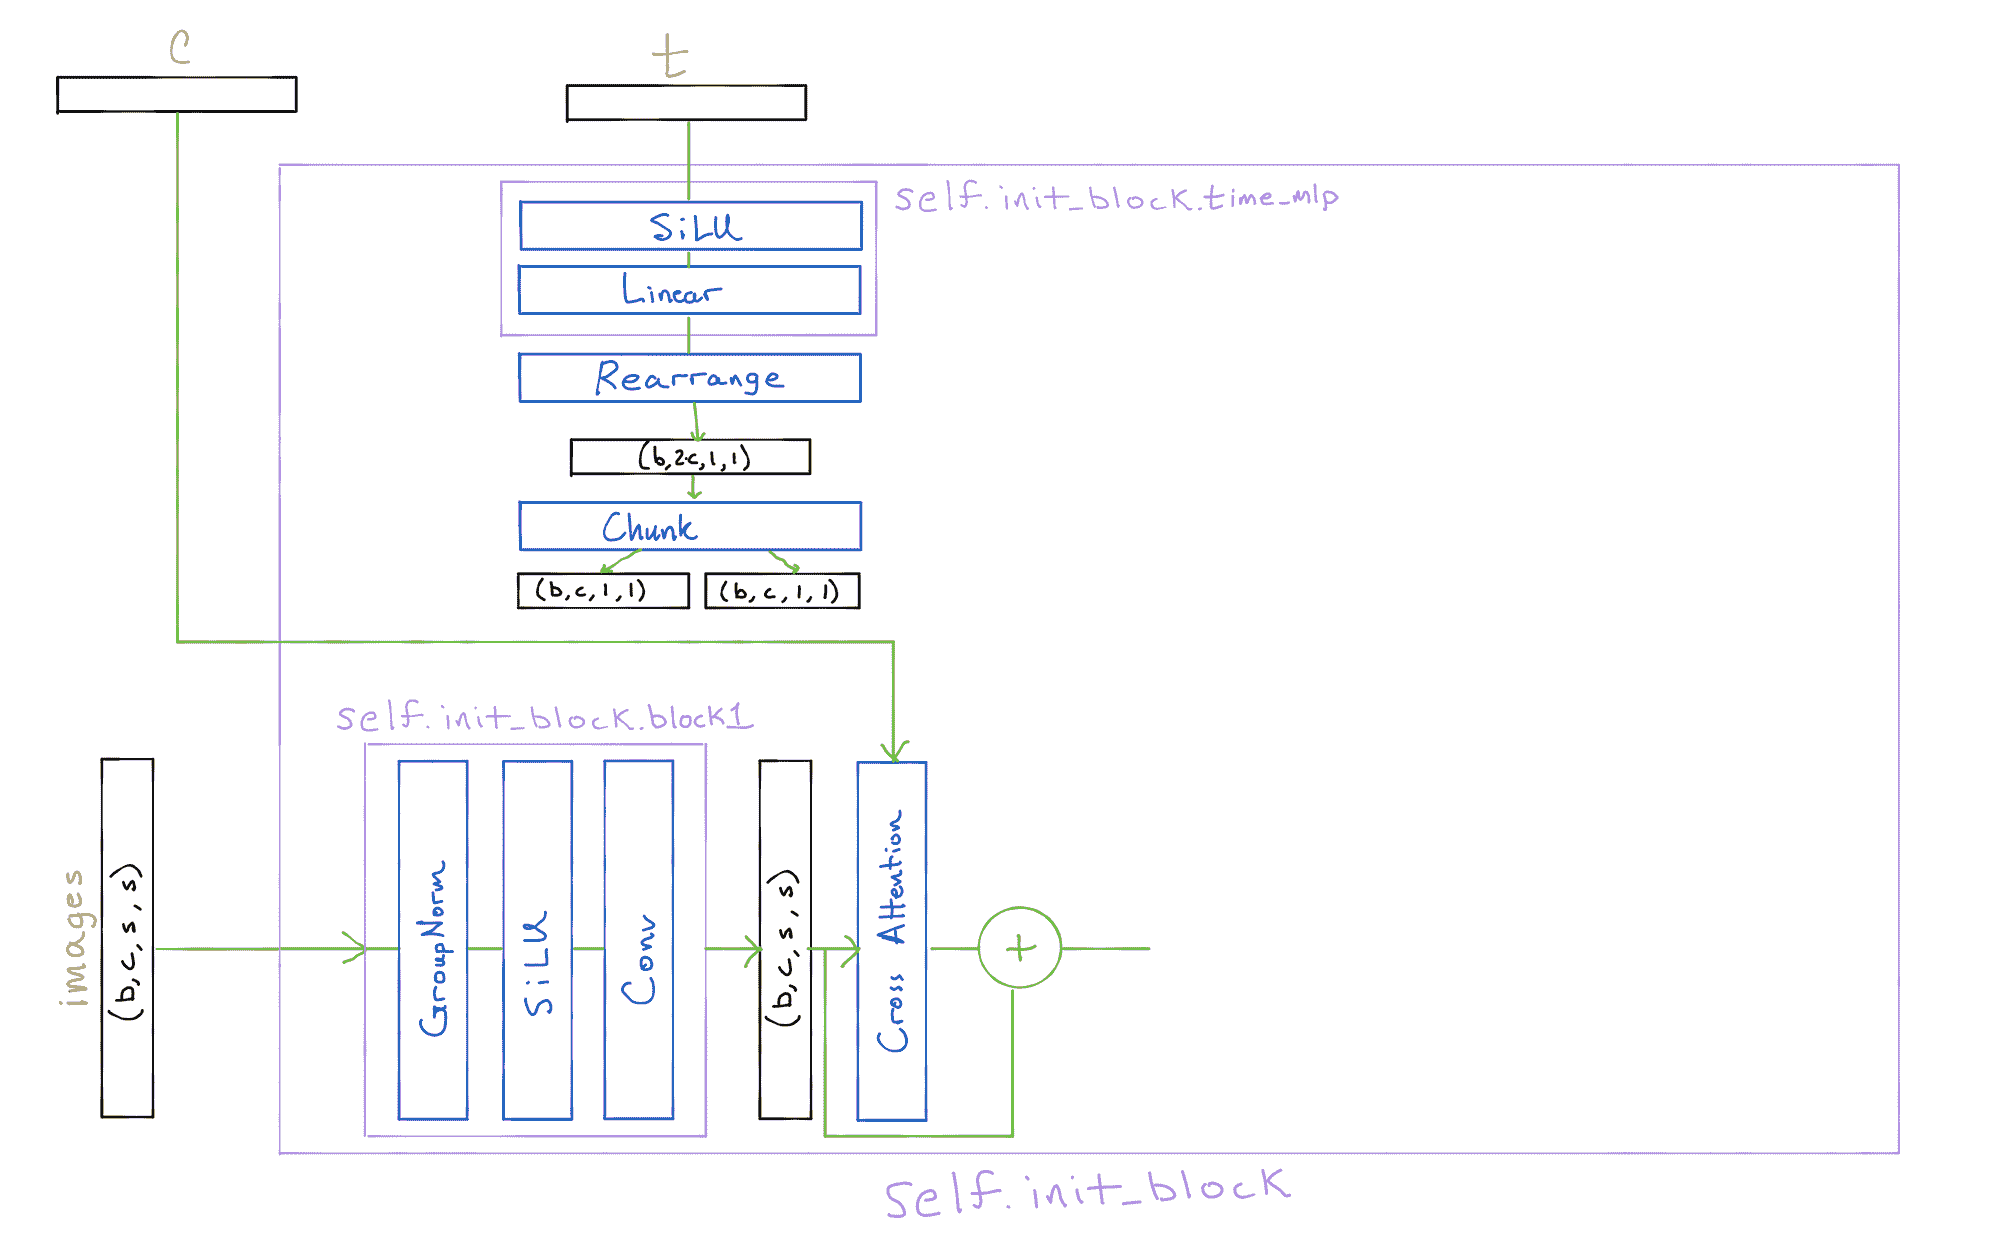 c
t
self.init_block.time_mlp
SiLU
Linear
Rearrange
(b,2·c,1,1)
Chunk
(b,c,1,1)
(b,c,1,1)
self.init_block.block1
images
(b,c,s,s)
GroupNorm
SiLU
Conv
(b,c,s,s)
Cross Attention
+
self.init_block